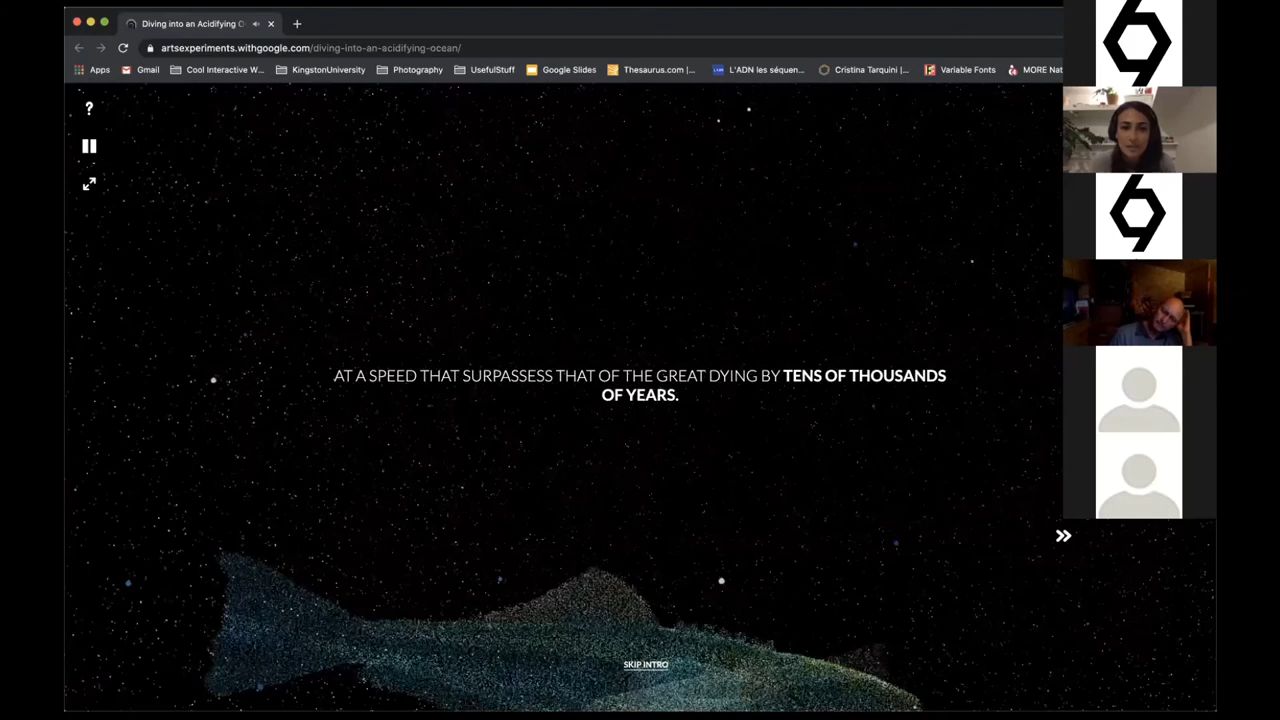 Diving into an Acidifying O
artsexperiments.withgoogle.com/diving-into-an-acidifying-ocean/
Apps Gmail Cool Interactive W... KingstonUniversity Photography UsefulStuff Google Slides Thesaurus.com |... L'ADN les séquen... Cristina Tarquini |... Variable Fonts MORE Nat
?
AT A SPEED THAT SURPASSESS THAT OF THE GREAT DYING BY TENS OF THOUSANDS
OF YEARS.
SKIP INTRO